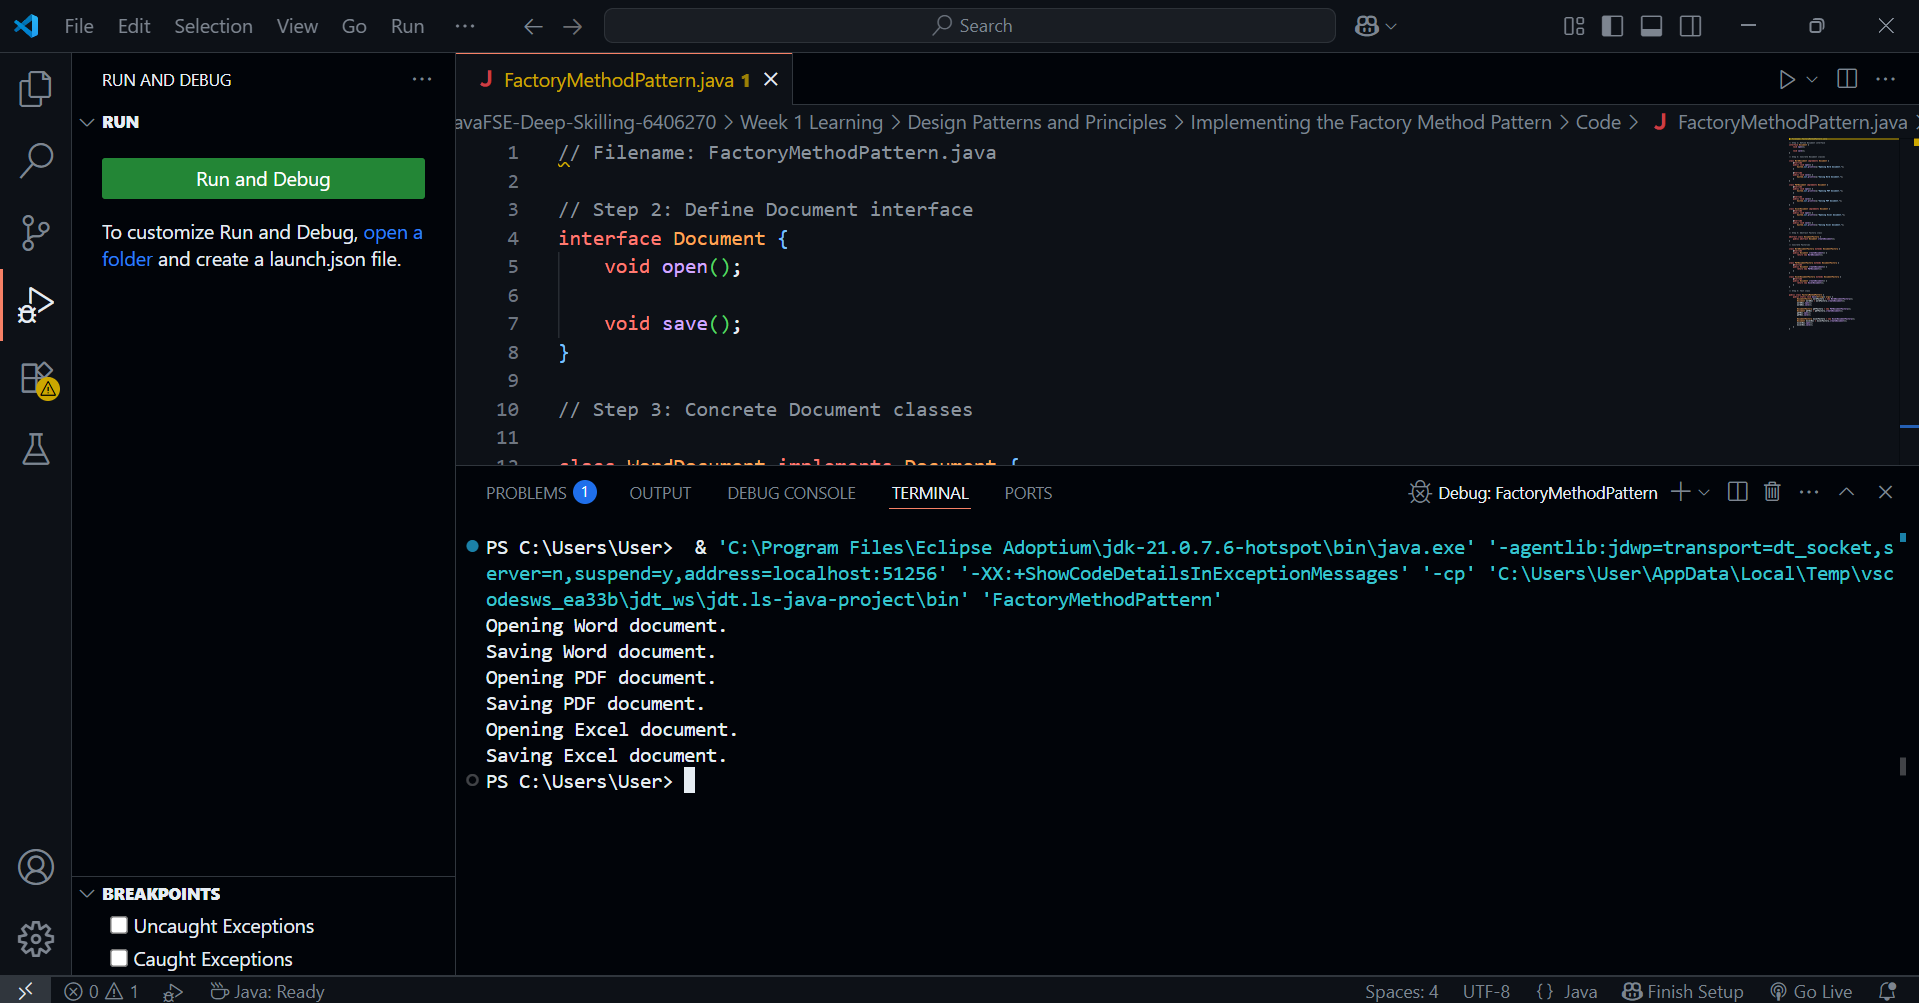 File Edit Selection View Go Run ··· Search
RUN AND DEBUG ···
RUN
Run and Debug
To customize Run and Debug, open a
folder and create a launch.json file.
BREAKPOINTS
Uncaught Exceptions
Caught Exceptions
J FactoryMethodPattern.java 1
avaFSE-Deep-Skilling-6406270 > Week 1 Learning > Design Patterns and Principles > Implementing the Factory Method Pattern > Code > J FactoryMethodPattern.java
1 // Filename: FactoryMethodPattern.java
2
3 // Step 2: Define Document interface
4 interface Document {
5 void open();
6
7 void save();
8 }
9
10 // Step 3: Concrete Document classes
11
12 class WordDocument implements Document {
PROBLEMS 1 OUTPUT DEBUG CONSOLE TERMINAL PORTS Debug: FactoryMethodPattern
PS C:\Users\User>  & 'C:\Program Files\Eclipse Adoptium\jdk-21.0.7.6-hotspot\bin\java.exe' '-agentlib:jdwp=transport=dt_socket,s
erver=n,suspend=y,address=localhost:51256' '-XX:+ShowCodeDetailsInExceptionMessages' '-cp' 'C:\Users\User\AppData\Local\Temp\vsc
odesws_ea33b\jdt_ws\jdt.ls-java-project\bin' 'FactoryMethodPattern'
Opening Word document.
Saving Word document.
Opening PDF document.
Saving PDF document.
Opening Excel document.
Saving Excel document.
PS C:\Users\User>
0 1 Java: Ready Spaces: 4 UTF-8 {} Java Finish Setup Go Live